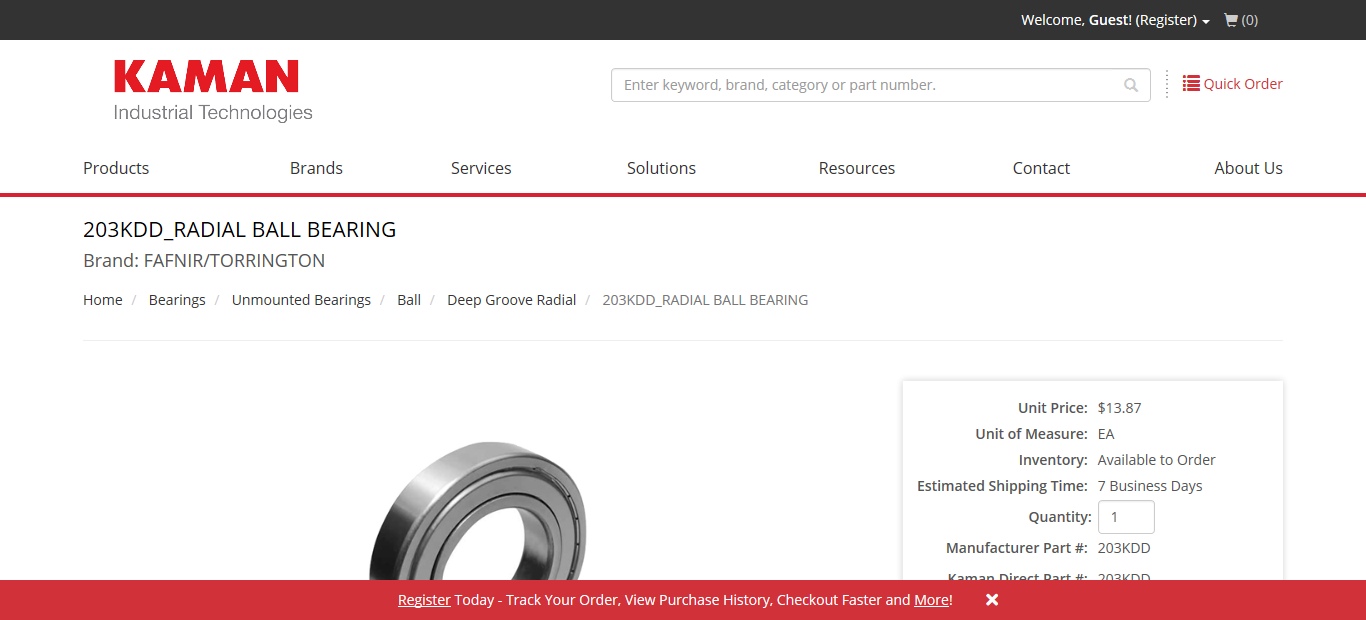 Welcome, Guest! (Register) (0)
KAMAN
Industrial Technologies
Enter keyword, brand, category or part number.
Quick Order
Products Brands Services Solutions Resources Contact About Us
203KDD_RADIAL BALL BEARING
Brand: FAFNIR/TORRINGTON
Home / Bearings / Unmounted Bearings / Ball / Deep Groove Radial / 203KDD_RADIAL BALL BEARING
Unit Price: $13.87
Unit of Measure: EA
Inventory: Available to Order
Estimated Shipping Time: 7 Business Days
Quantity: 1
Manufacturer Part #: 203KDD
Kaman Direct Part #: 203KDD
Register Today - Track Your Order, View Purchase History, Checkout Faster and More!